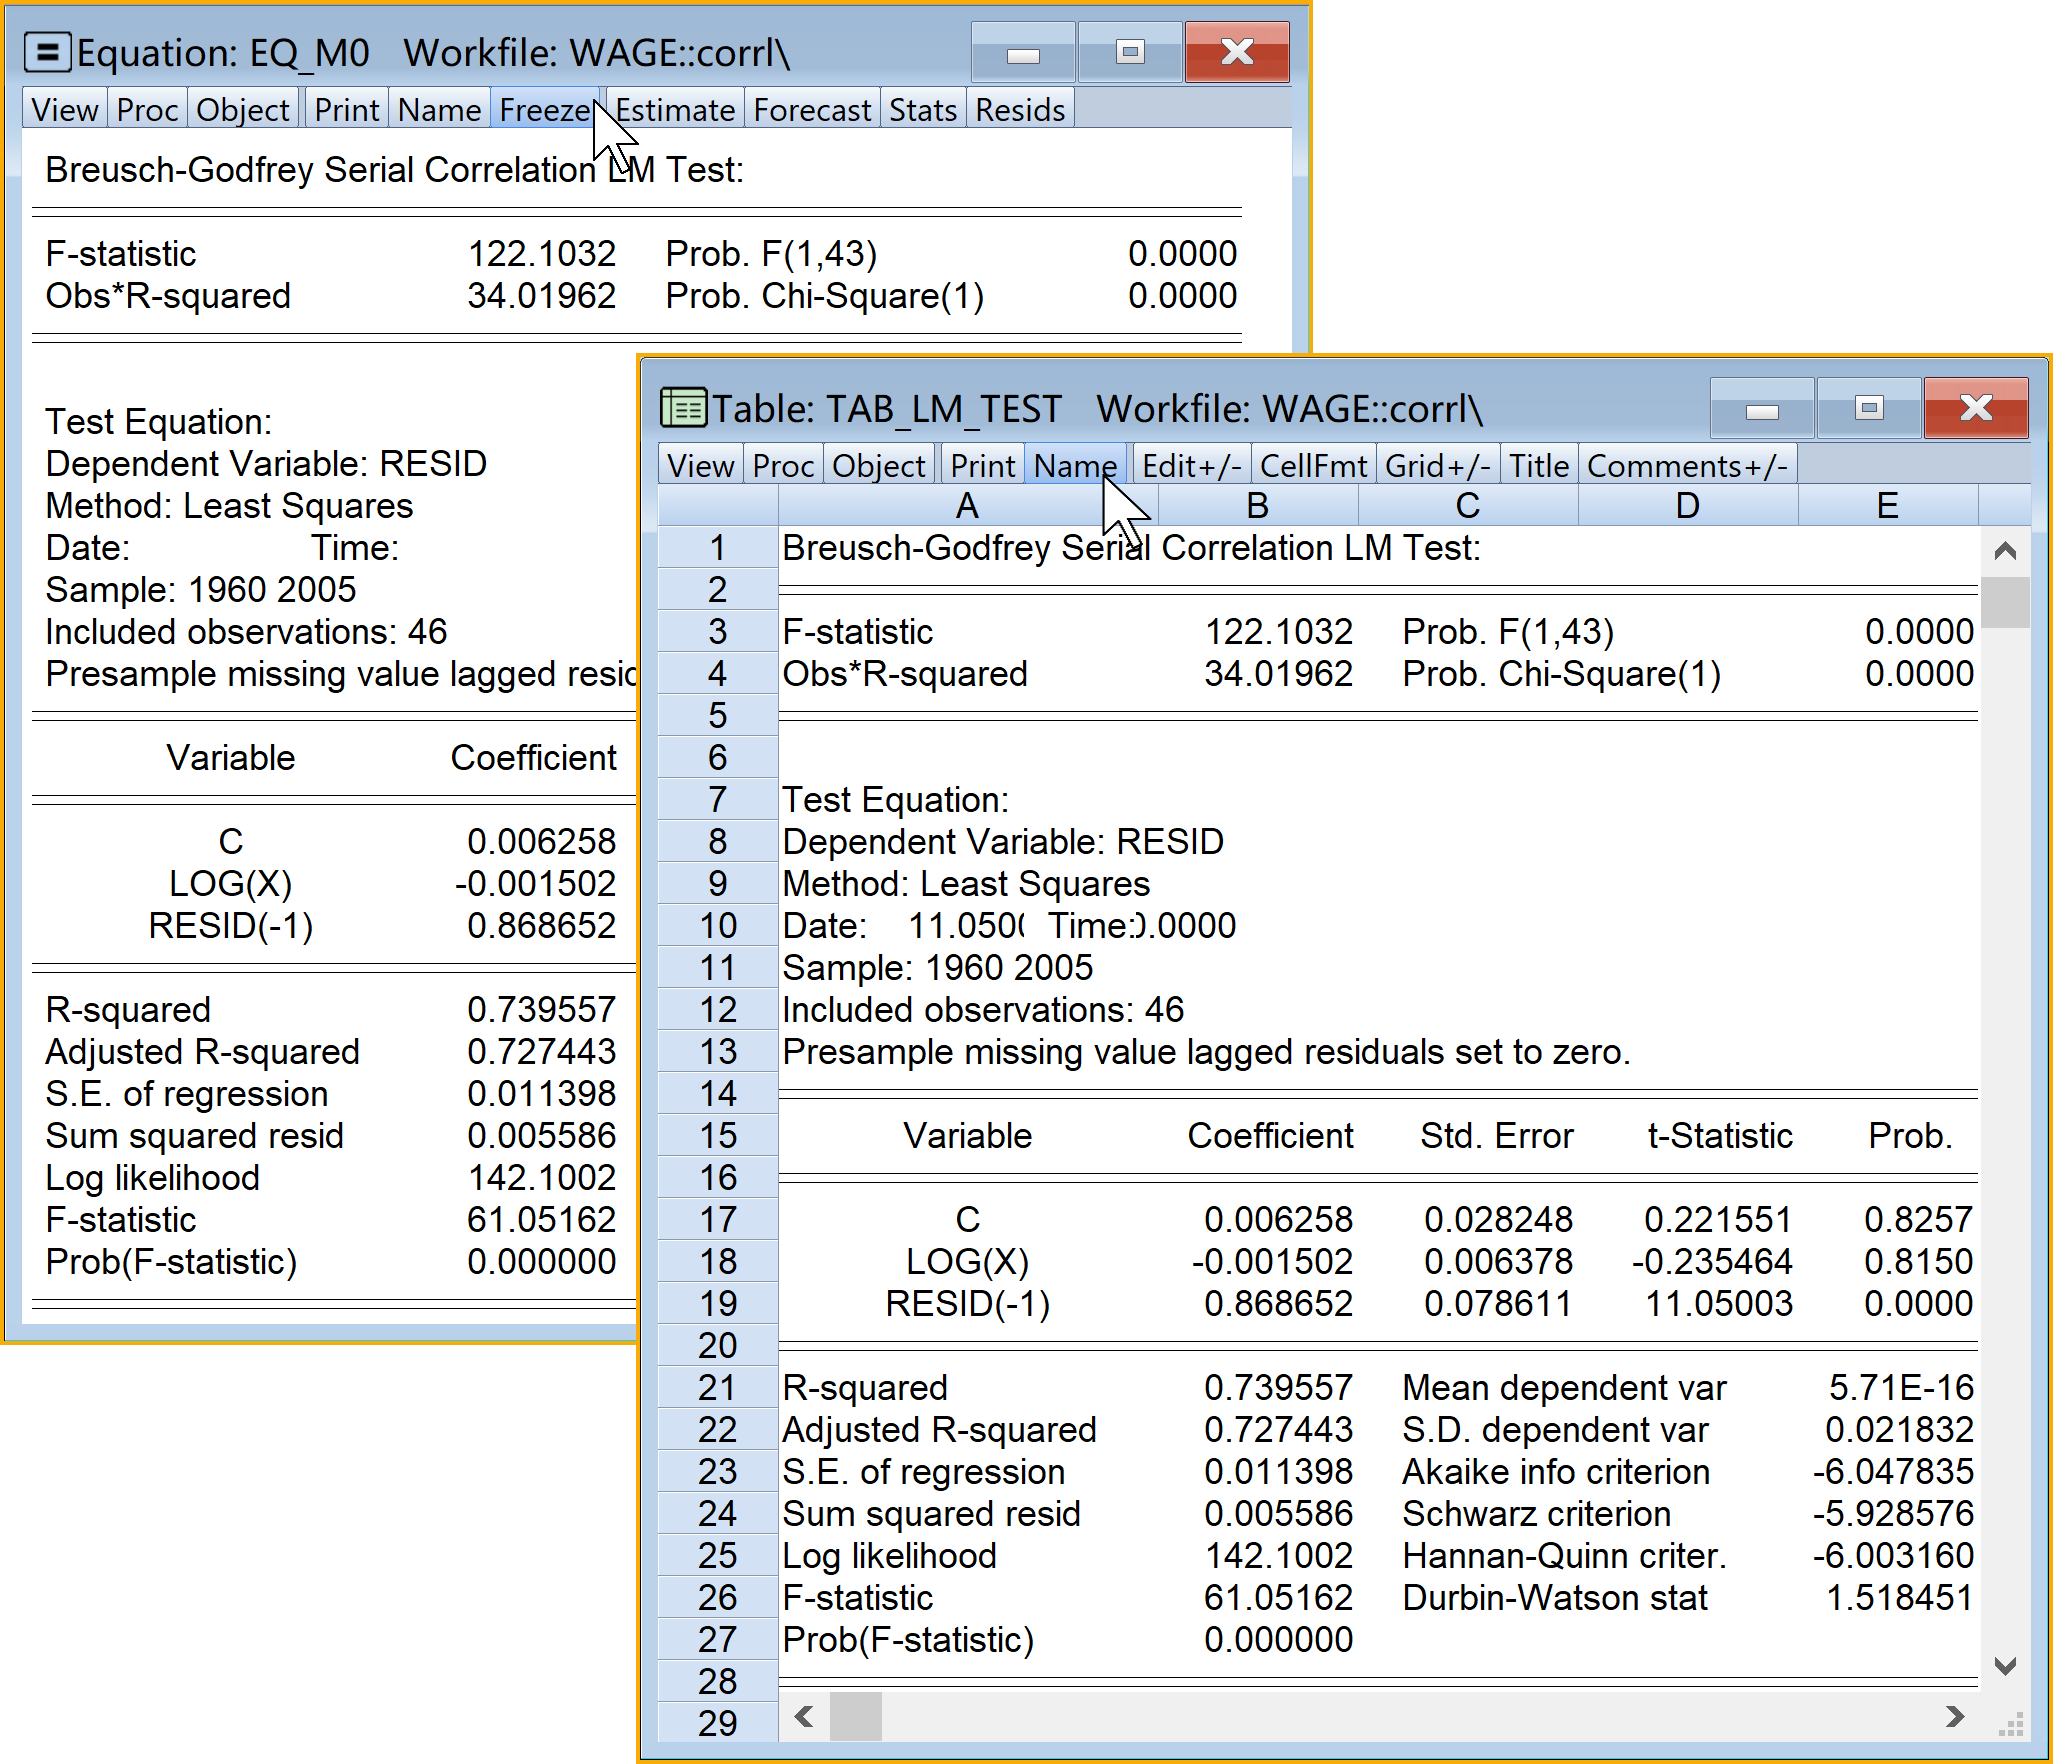 Equation: EQ_M0 Workfile: WAGE::corrl\
View Proc Object Print Name Freeze Estimate Forecast Stats Resids
Breusch-Godfrey Serial Correlation LM Test:
F-statistic 122.1032 Prob. F(1,43) 0.0000
Obs*R-squared 34.01962 Prob. Chi-Square(1) 0.0000
Test Equation:
Dependent Variable: RESID
Method: Least Squares
Date: Time:
Sample: 1960 2005
Included observations: 46
Presample missing value lagged resid
Variable Coefficient
C 0.006258
LOG(X) -0.001502
RESID(-1) 0.868652
R-squared 0.739557
Adjusted R-squared 0.727443
S.E. of regression 0.011398
Sum squared resid 0.005586
Log likelihood 142.1002
F-statistic 61.05162
Prob(F-statistic) 0.000000
Table: TAB_LM_TEST Workfile: WAGE::corrl\
View Proc Object Print Name Edit+/- CellFmt Grid+/- Title Comments+/-
A B C D E
1 Breusch-Godfrey Serial Correlation LM Test:
2
3 F-statistic 122.1032 Prob. F(1,43) 0.0000
4 Obs*R-squared 34.01962 Prob. Chi-Square(1) 0.0000
5
6
7 Test Equation:
8 Dependent Variable: RESID
9 Method: Least Squares
10 Date: 11.0500 Time: 0.0000
11 Sample: 1960 2005
12 Included observations: 46
13 Presample missing value lagged residuals set to zero.
14
15 Variable Coefficient Std. Error t-Statistic Prob.
16
17 C 0.006258 0.028248 0.221551 0.8257
18 LOG(X) -0.001502 0.006378 -0.235464 0.8150
19 RESID(-1) 0.868652 0.078611 11.05003 0.0000
20
21 R-squared 0.739557 Mean dependent var 5.71E-16
22 Adjusted R-squared 0.727443 S.D. dependent var 0.021832
23 S.E. of regression 0.011398 Akaike info criterion -6.047835
24 Sum squared resid 0.005586 Schwarz criterion -5.928576
25 Log likelihood 142.1002 Hannan-Quinn criter. -6.003160
26 F-statistic 61.05162 Durbin-Watson stat 1.518451
27 Prob(F-statistic) 0.000000
28
29